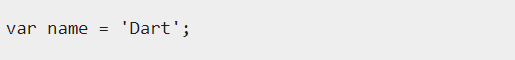 var name = 'Dart';